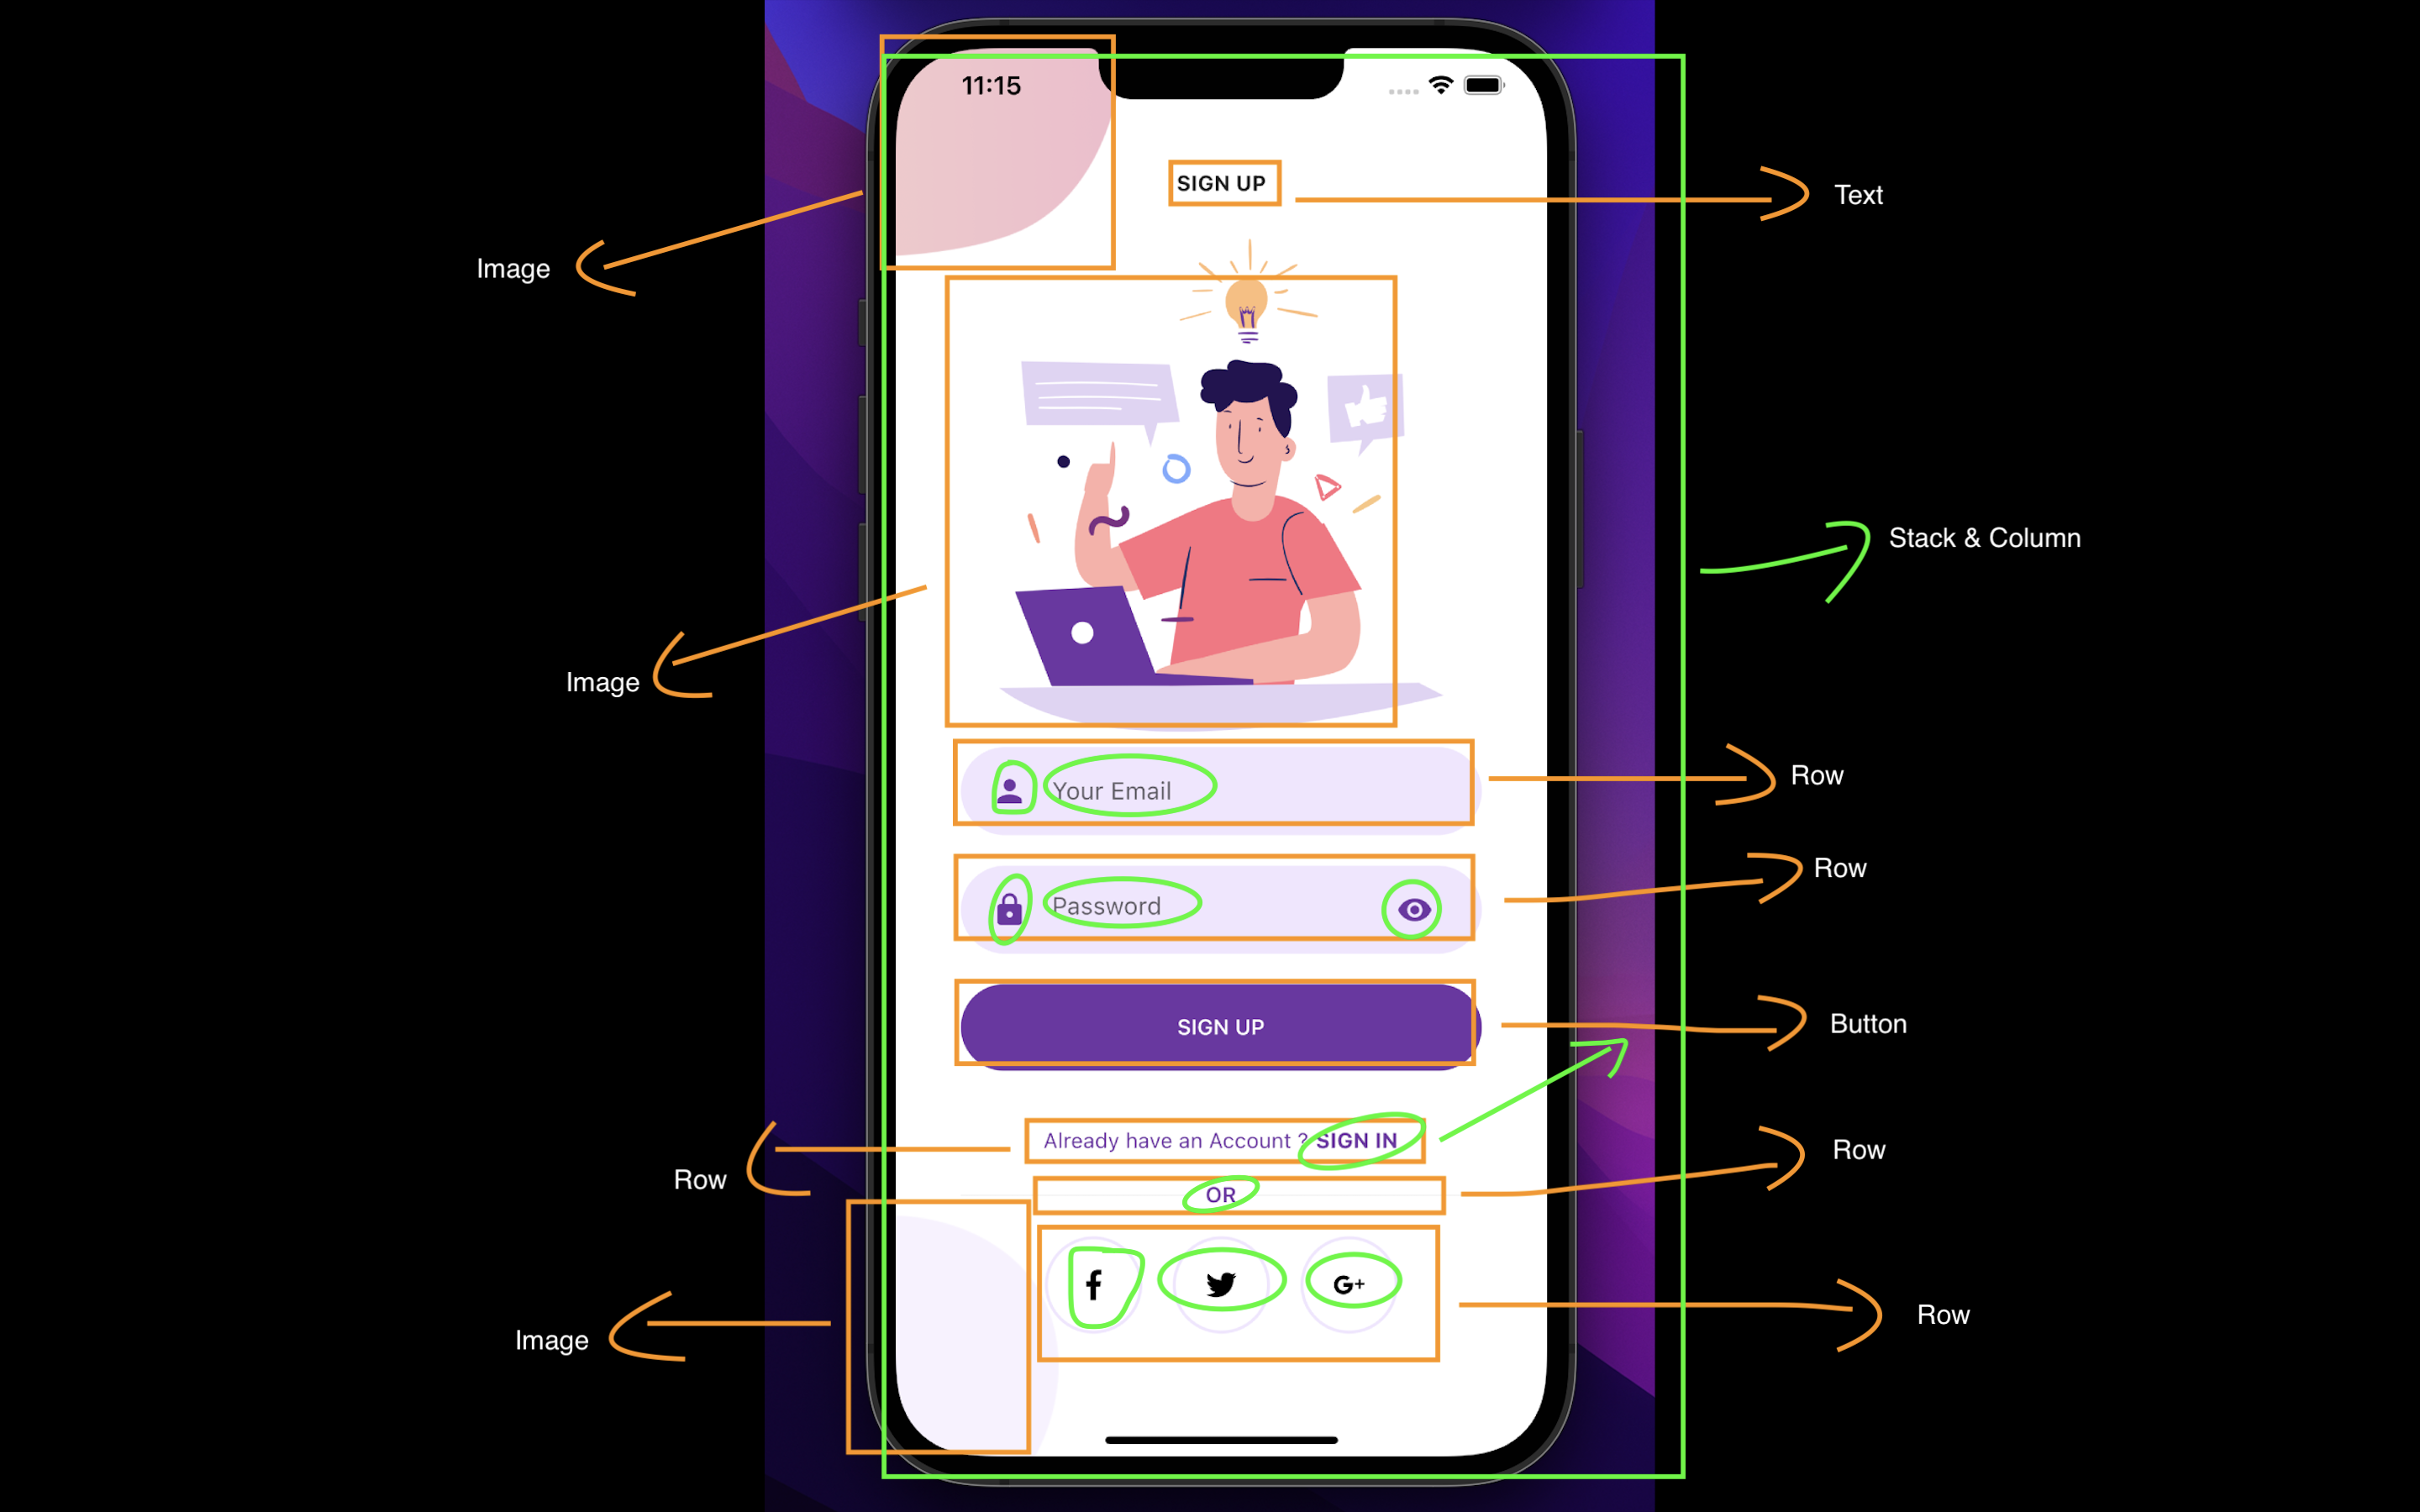 11:15
SIGN UP
Text
Image
Stack & Column
Image
Your Email
Row
Password
Row
SIGN UP
Button
Already have an Account ? SIGN IN
Row
Row
OR
G+
Row
Image